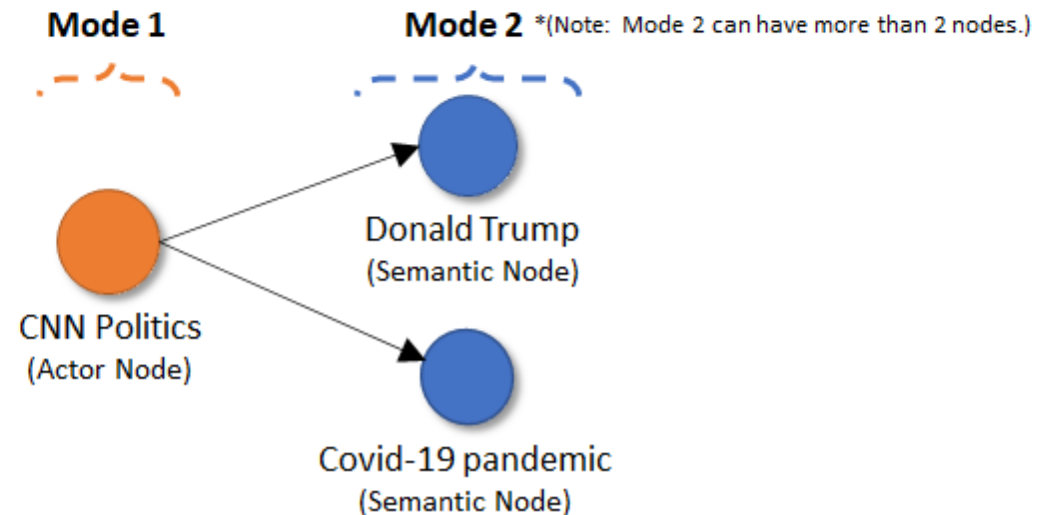 Mode 1
Mode 2 *(Note: Mode 2 can have more than 2 nodes.)
Donald Trump
(Semantic Node)
CNN Politics
(Actor Node)
Covid-19 pandemic
(Semantic Node)